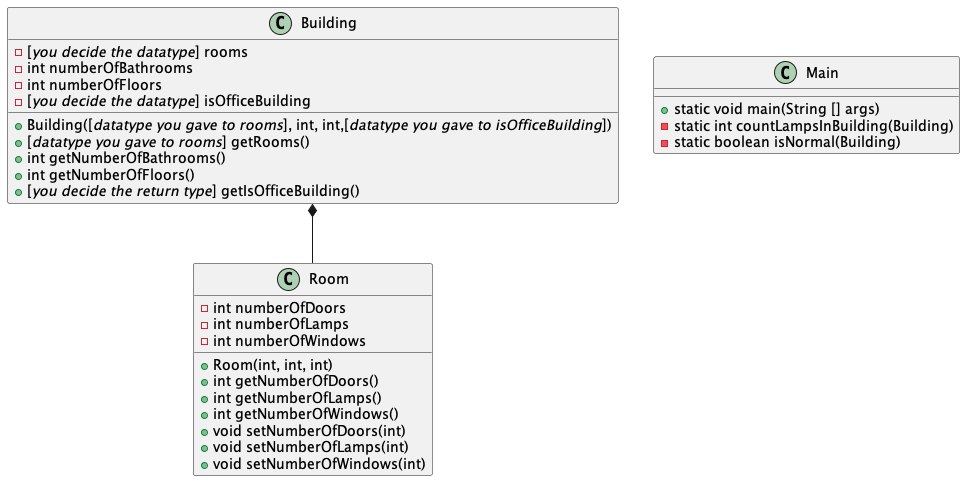 C Building
[you decide the datatype] rooms
int numberOfBathrooms
int numberOfFloors
[you decide the datatype] isOfficeBuilding
Building([datatype you gave to rooms], int, int,[datatype you gave to isOfficeBuilding])
[datatype you gave to rooms] getRooms()
int getNumberOfBathrooms()
int getNumberOfFloors()
[you decide the return type] getIsOfficeBuilding()
C Main
static void main(String [] args)
static int countLampsInBuilding(Building)
static boolean isNormal(Building)
C Room
int numberOfDoors
int numberOfLamps
int numberOfWindows
Room(int, int, int)
int getNumberOfDoors()
int getNumberOfLamps()
int getNumberOfWindows()
void setNumberOfDoors(int)
void setNumberOfLamps(int)
void setNumberOfWindows(int)